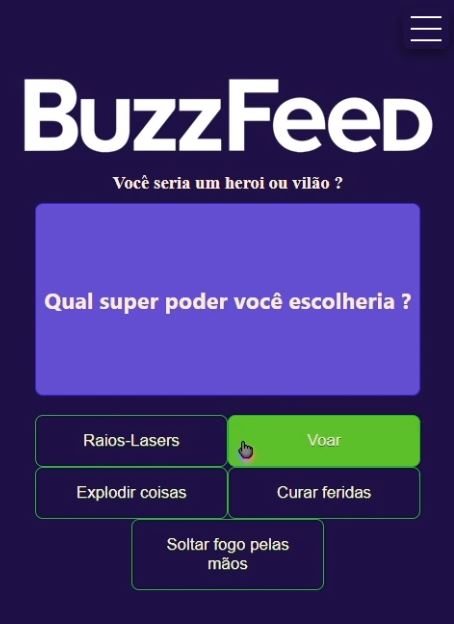 BuzzFeed
Você seria um heroi ou vilão ?
Qual super poder você escolheria ?
Raios-Lasers
Voar
Explodir coisas
Curar feridas
Soltar fogo pelas
mãos